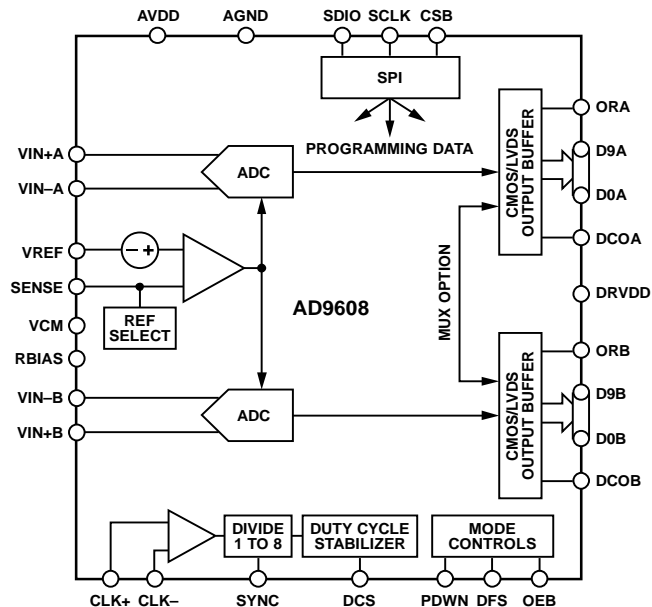 AVDD
AGND
SDIO
SCLK
CSB
SPI
PROGRAMMING DATA
VIN+A
VIN–A
ADC
VREF
– +
SENSE
REF
SELECT
VCM
RBIAS
AD9608
VIN–B
VIN+B
ADC
MUX OPTION
CMOS/LVDS
OUTPUT BUFFER
ORA
D9A
D0A
DCOA
DRVDD
CMOS/LVDS
OUTPUT BUFFER
ORB
D9B
D0B
DCOB
DIVIDE
1 TO 8
DUTY CYCLE
STABILIZER
MODE
CONTROLS
CLK+
CLK–
SYNC
DCS
PDWN
DFS
OEB